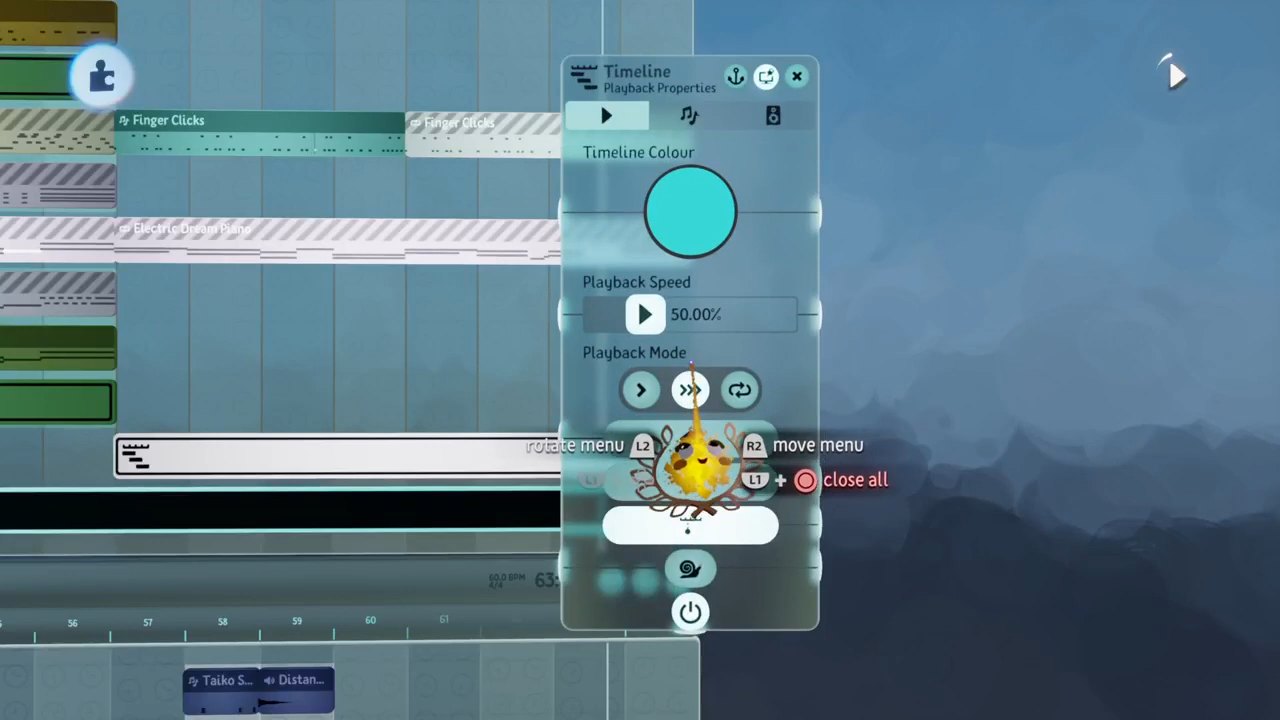 Timeline
Playback Properties
Finger Clicks
Finger Clicks
Timeline Colour
Electric Dream Piano
Playback Speed
50.00%
Playback Mode
rotate menu L2
R2 move menu
L1 + close all
60.0 BPM
4/4
63:
56 57 58 59 60 61
Taiko S...
Distan...